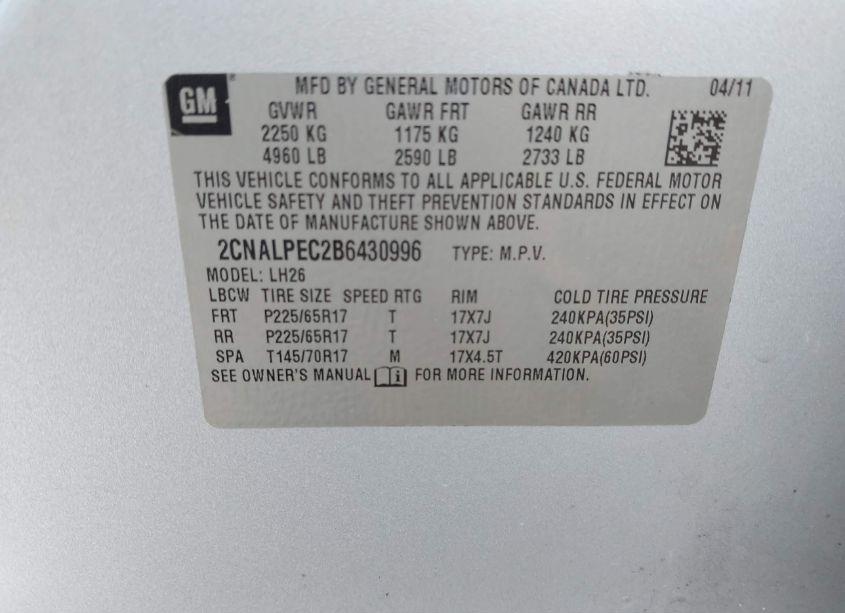 GM
MFD BY GENERAL MOTORS OF CANADA LTD. 04/11
GVWR GAWR FRT GAWR RR
2250 KG 1175 KG 1240 KG
4960 LB 2590 LB 2733 LB
THIS VEHICLE CONFORMS TO ALL APPLICABLE U.S. FEDERAL MOTOR
VEHICLE SAFETY AND THEFT PREVENTION STANDARDS IN EFFECT ON
THE DATE OF MANUFACTURE SHOWN ABOVE.
2CNALPEC2B6430996 TYPE: M.P.V.
MODEL: LH26
LBCW TIRE SIZE SPEED RTG RIM COLD TIRE PRESSURE
FRT P225/65R17 T 17X7J 240KPA(35PSI)
RR P225/65R17 T 17X7J 240KPA(35PSI)
SPA T145/70R17 M 17X4.5T 420KPA(60PSI)
SEE OWNER'S MANUAL i FOR MORE INFORMATION.